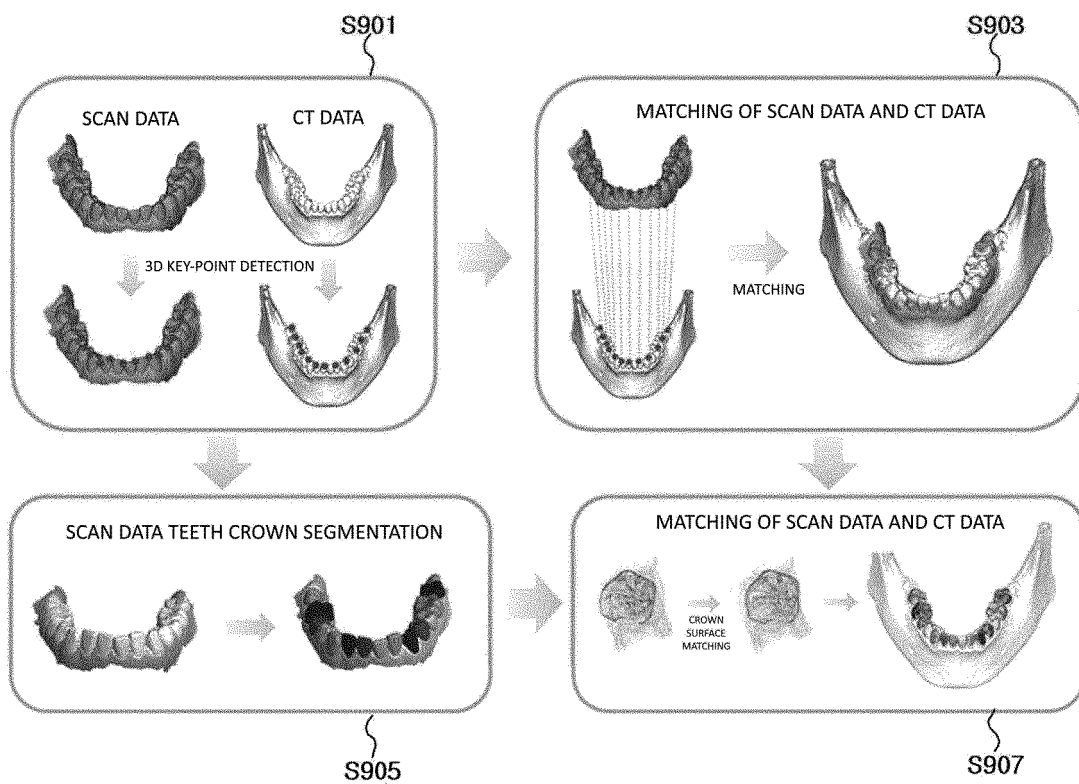 S901
S903
SCAN DATA
CT DATA
3D KEY-POINT DETECTION
MATCHING OF SCAN DATA AND CT DATA
MATCHING
SCAN DATA TEETH CROWN SEGMENTATION
MATCHING OF SCAN DATA AND CT DATA
CROWN
SURFACE
MATCHING
S905
S907